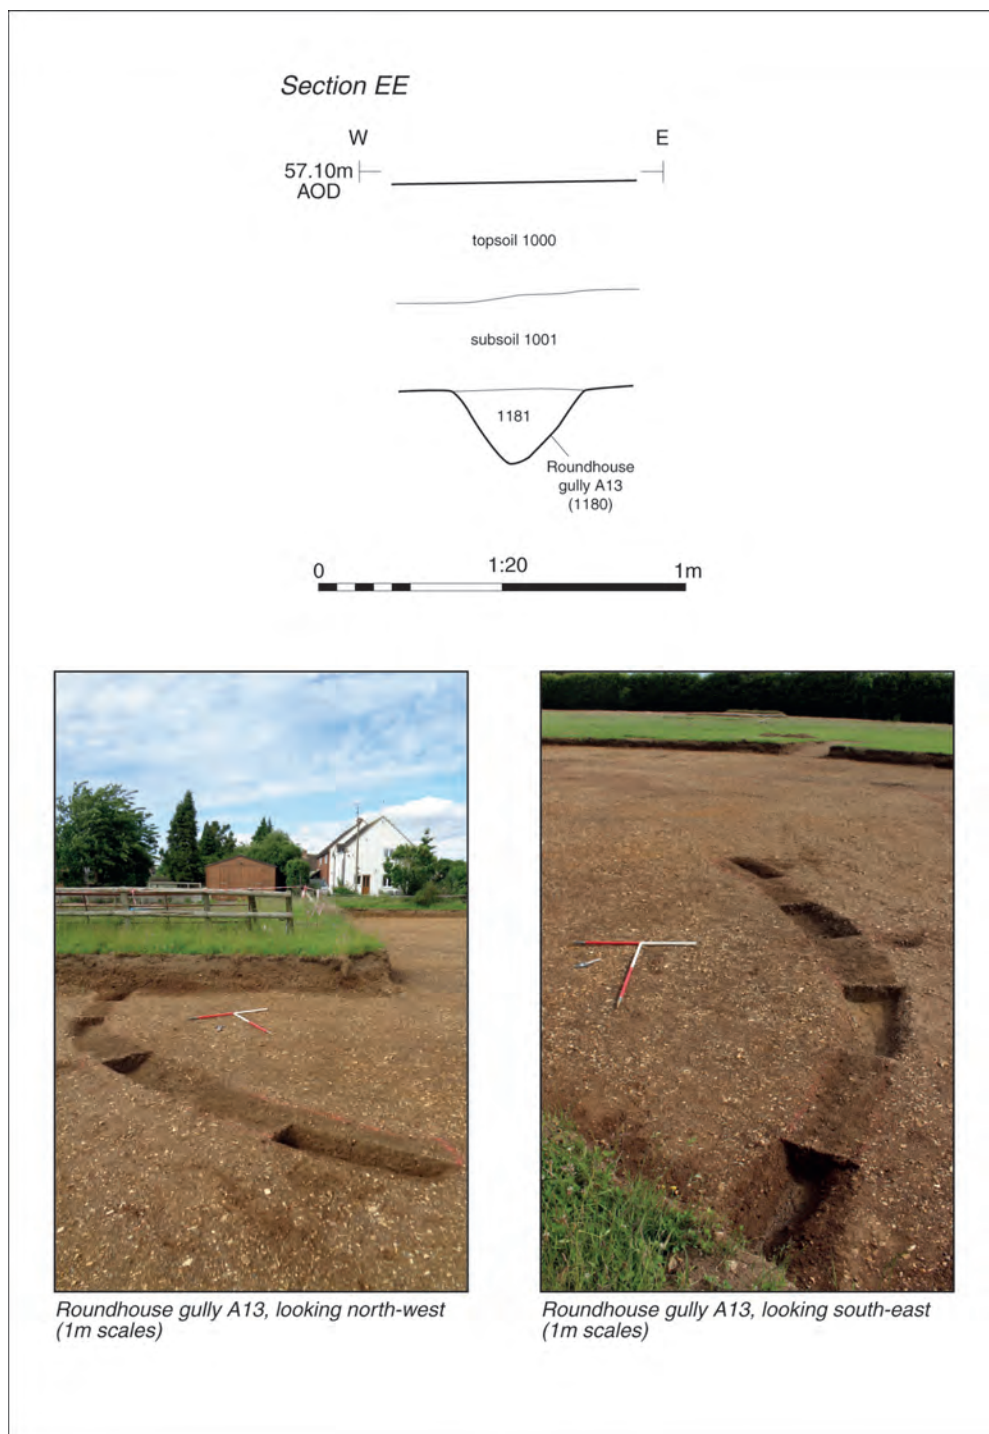 Section EE
W
E
57.10m
AOD
topsoil 1000
subsoil 1001
1181
Roundhouse
gully A13
(1180)
0
1:20
1m
Roundhouse gully A13, looking north-west
(1m scales)
Roundhouse gully A13, looking south-east
(1m scales)